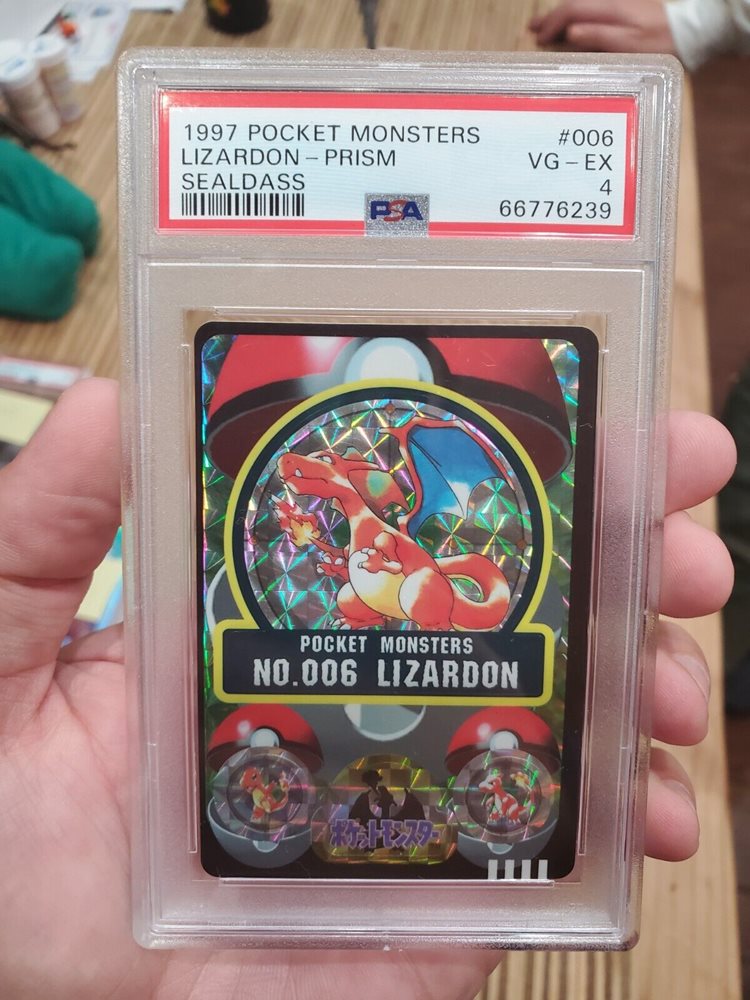 1997 POCKET MONSTERS #006
LIZARDON - PRISM VG - EX
SEALDASS 4
PSA 66776239
POCKET MONSTERS
NO.006 LIZARDON
ポケットモンスター